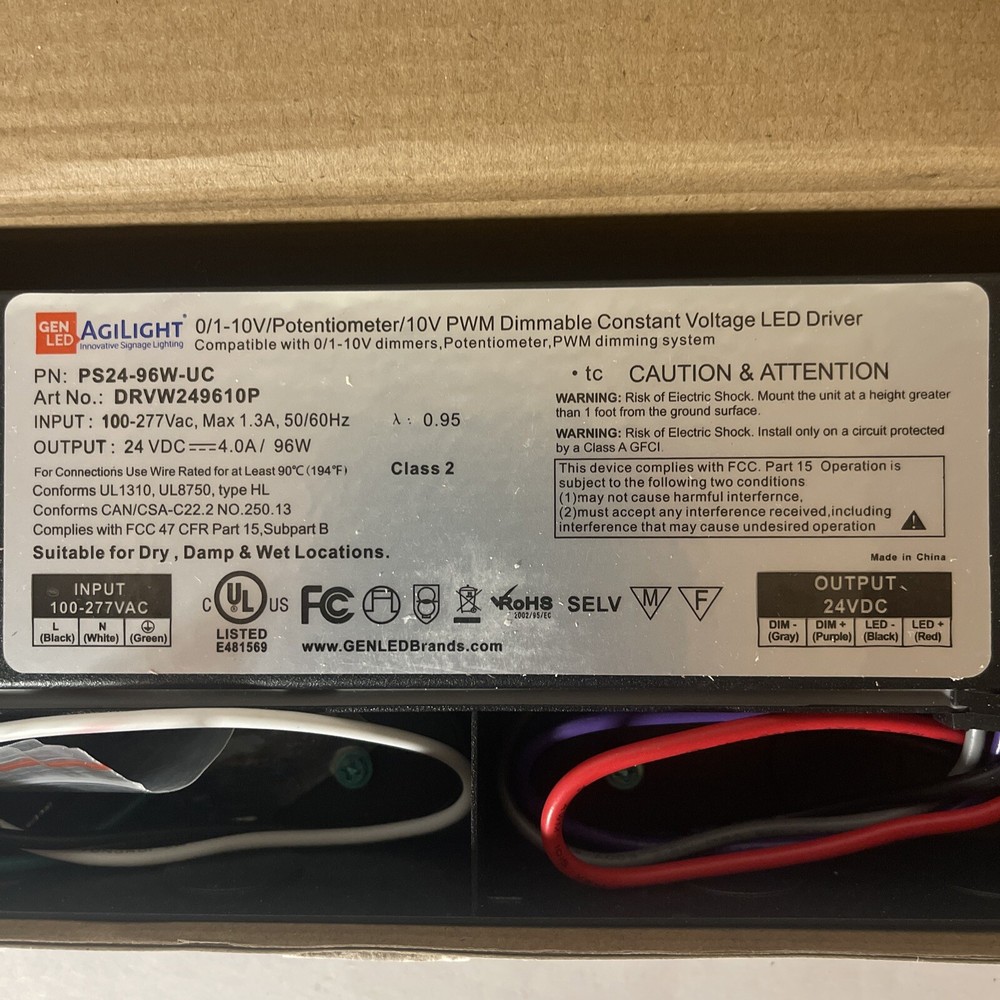 GEN LED AGILIGHT® 0/1-10V/Potentiometer/10V PWM Dimmable Constant Voltage LED Driver
Innovative Signage Lighting Compatible with 0/1-10V dimmers,Potentiometer,PWM dimming system
PN: PS24-96W-UC
Art No.: DRVW249610P
INPUT : 100-277Vac, Max 1.3A, 50/60Hz λ : 0.95
OUTPUT : 24 VDC⎓4.0A / 96W
For Connections Use Wire Rated for at Least 90℃(194℉) Class 2
Conforms UL1310, UL8750, type HL
Conforms CAN/CSA-C22.2 NO.250.13
Complies with FCC 47 CFR Part 15,Subpart B
Suitable for Dry , Damp & Wet Locations.
• tc CAUTION & ATTENTION
WARNING: Risk of Electric Shock. Mount the unit at a height greater
than 1 foot from the ground surface.
WARNING: Risk of Electric Shock. Install only on a circuit protected
by a Class A GFCI.
This device complies with FCC. Part 15 Operation is
subject to the following two conditions
(1)may not cause harmful interfernce,
(2)must accept any interference received,including
interference that may cause undesired operation
Made in China
INPUT
100-277VAC
L (Black) N (White) (Green)
C UL US
LISTED
E481569
FC
RoHS
2002/95/EC
SELV
M
F
www.GENLEDBrands.com
OUTPUT
24VDC
DIM - (Gray) DIM + (Purple) LED - (Black) LED + (Red)